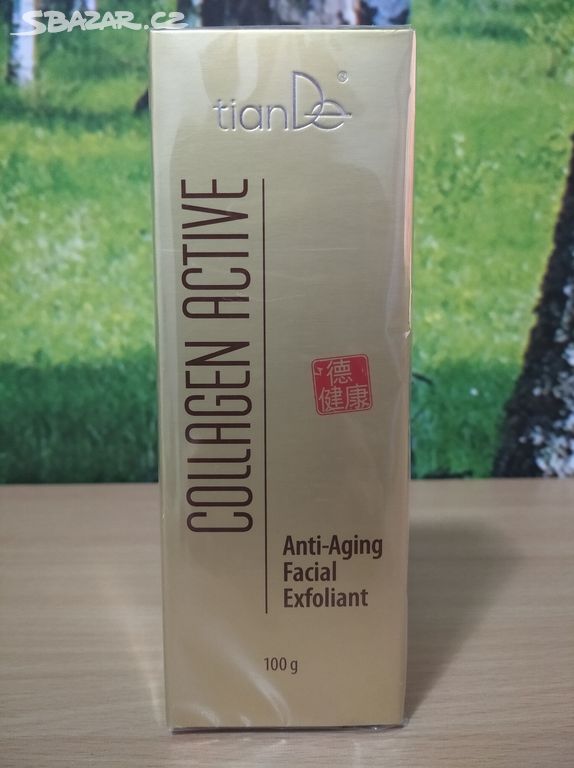 SBAZAR.CZ
tianDe®
COLLAGEN ACTIVE
德
健康
Anti-Aging
Facial
Exfoliant
100 g